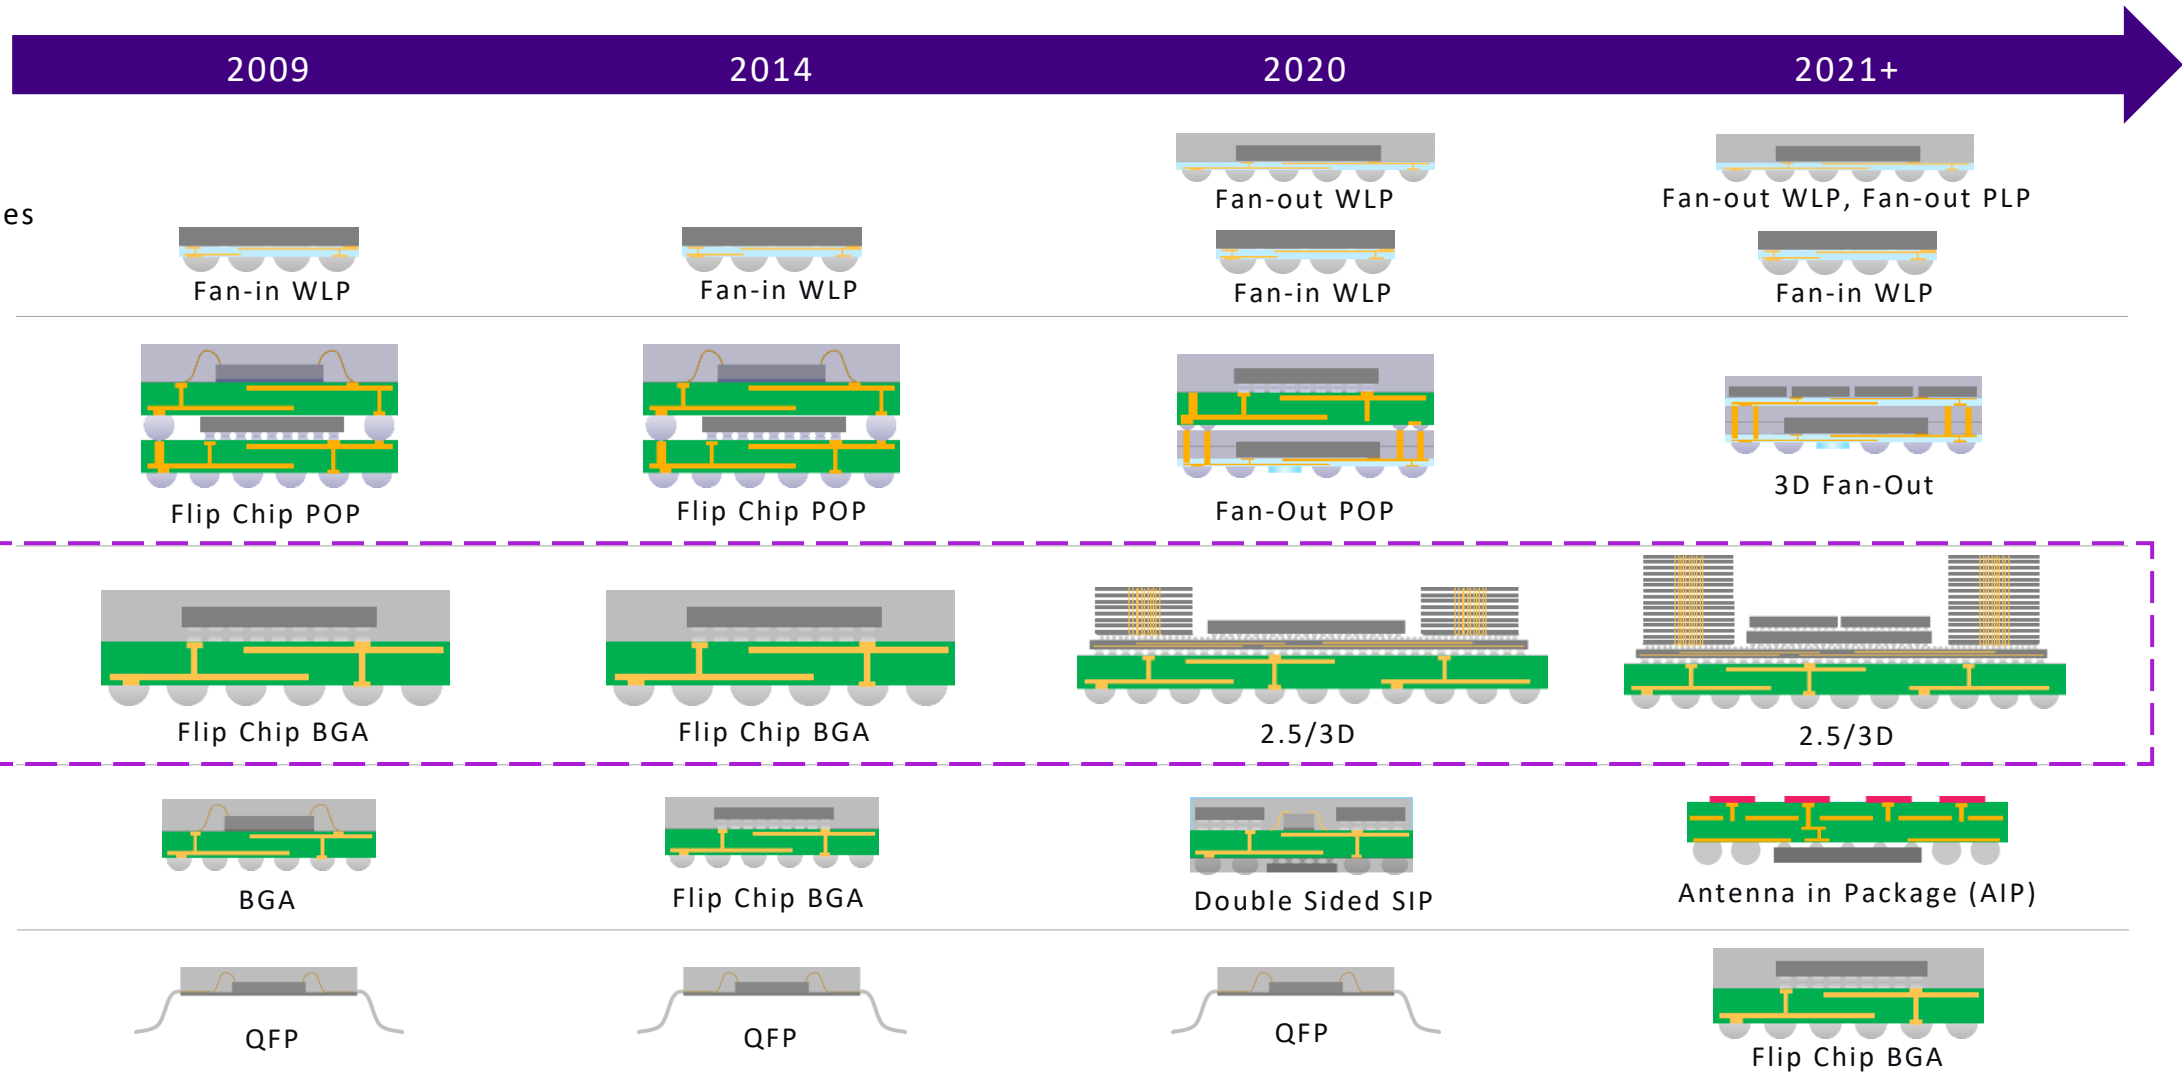 2009 2014 2020 2021+
Fan-out WLP Fan-out WLP, Fan-out PLP
es
Fan-in WLP Fan-in WLP Fan-in WLP Fan-in WLP
Flip Chip POP Flip Chip POP Fan-Out POP 3D Fan-Out
Flip Chip BGA Flip Chip BGA 2.5/3D 2.5/3D
BGA Flip Chip BGA Double Sided SIP Antenna in Package (AIP)
QFP QFP QFP Flip Chip BGA